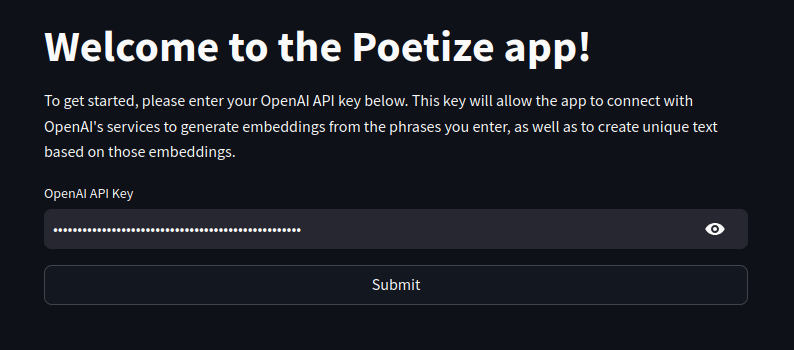 Welcome to the Poetize app!
To get started, please enter your OpenAI API key below. This key will allow the app to connect with
OpenAI's services to generate embeddings from the phrases you enter, as well as to create unique text
based on those embeddings.
OpenAI API Key
Submit